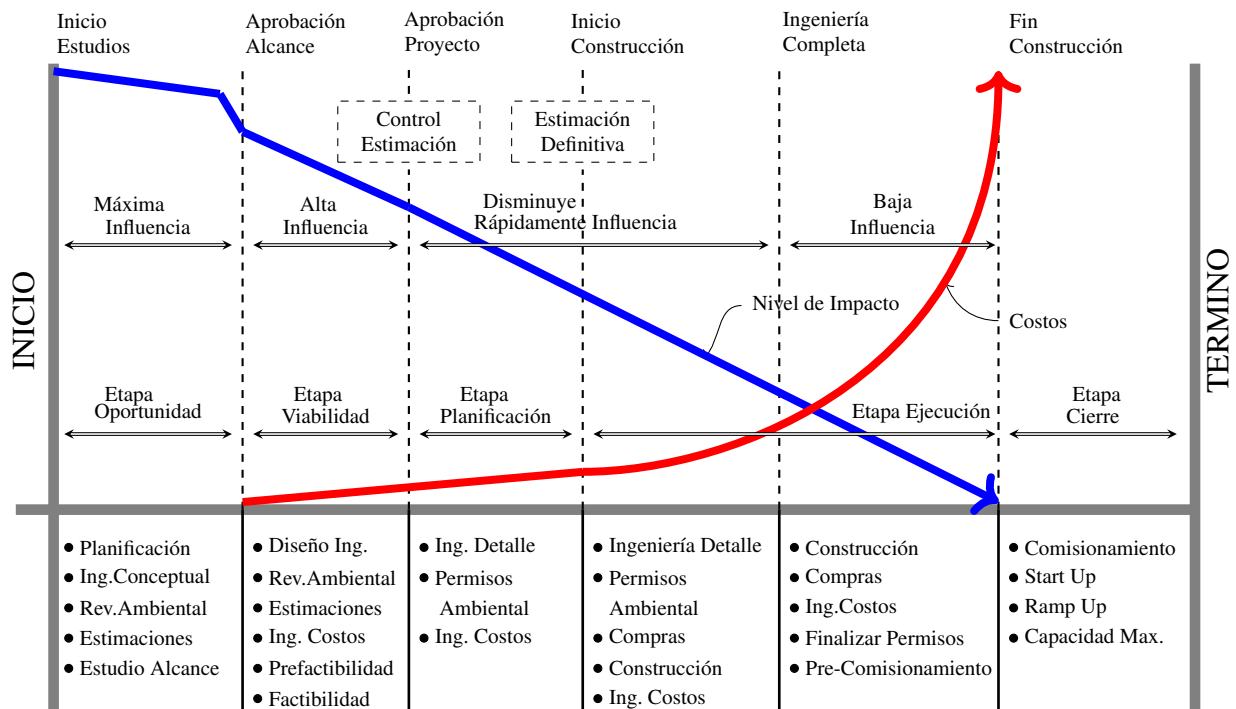 Inicio
Estudios
Aprobación
Alcance
Aprobación
Proyecto
Inicio
Construcción
Ingeniería
Completa
Fin
Construcción
Control
Estimación
Estimación
Definitiva
Máxima
Influencia
Alta
Influencia
Disminuye
Rápidamente Influencia
Baja
Influencia
INICIO
TERMINO
Nivel de Impacto
Costos
Etapa
Oportunidad
Etapa
Viabilidad
Etapa
Planificación
Etapa Ejecución
Etapa
Cierre
• Planificación
• Ing.Conceptual
• Rev.Ambiental
• Estimaciones
• Estudio Alcance
• Diseño Ing.
• Rev.Ambiental
• Estimaciones
• Ing. Costos
• Prefactibilidad
• Factibilidad
• Ing. Detalle
• Permisos
Ambiental
• Ing. Costos
• Ingeniería Detalle
• Permisos
Ambiental
• Compras
• Construcción
• Ing. Costos
• Construcción
• Compras
• Ing.Costos
• Finalizar Permisos
• Pre-Comisionamiento
• Comisionamiento
• Start Up
• Ramp Up
• Capacidad Max.